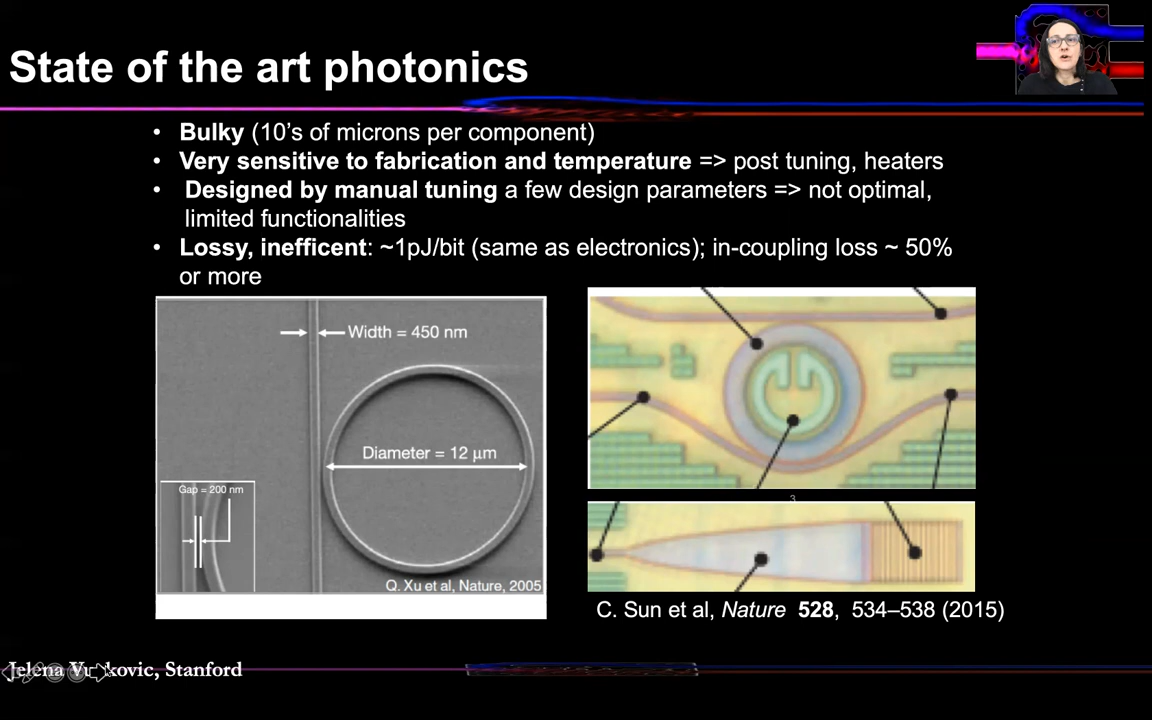 State of the art photonics
• Bulky (10’s of microns per component)
• Very sensitive to fabrication and temperature => post tuning, heaters
• Designed by manual tuning a few design parameters => not optimal,
limited functionalities
• Lossy, inefficent: ~1pJ/bit (same as electronics); in-coupling loss ~ 50%
or more
Width = 450 nm
Diameter = 12 μm
Gap = 200 nm
Q. Xu et al, Nature, 2005
3
C. Sun et al, Nature 528, 534–538 (2015)
Jelena Vuckovic, Stanford